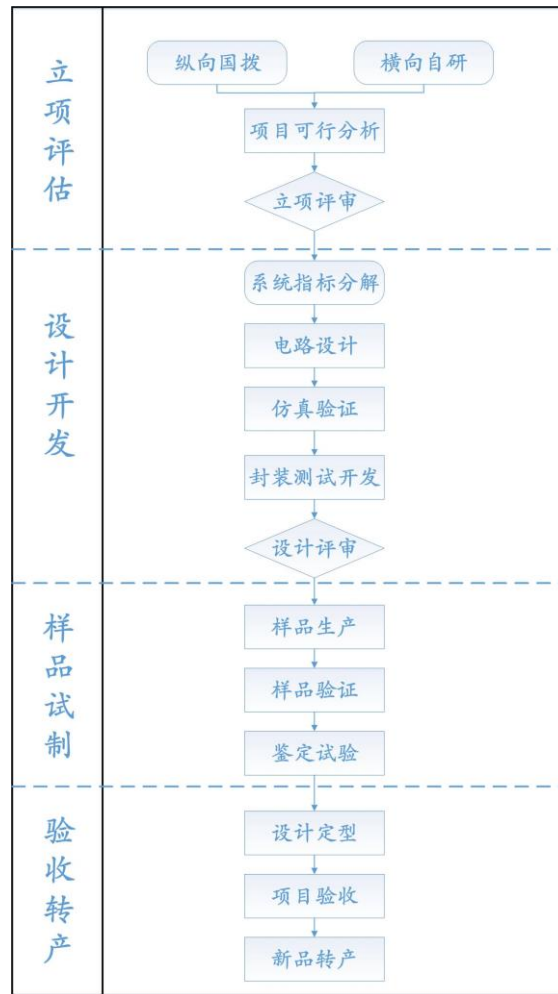 立项评估
纵向国拨
横向自研
项目可行分析
立项评审
设计开发
系统指标分解
电路设计
仿真验证
封装测试开发
设计评审
样品试制
样品生产
样品验证
鉴定试验
验收转产
设计定型
项目验收
新品转产